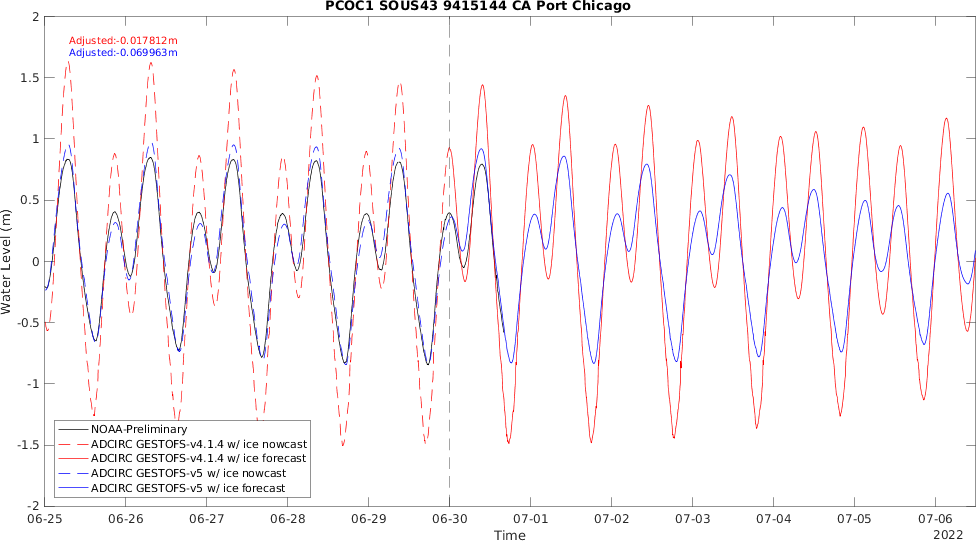 PCOC1 SOUS43 9415144 CA Port Chicago
Adjusted:-0.017812m
Adjusted:-0.069963m
Water Level (m)
2
1.5
1
0.5
0
-0.5
-1
-1.5
-2
NOAA-Preliminary
ADCIRC GESTOFS-v4.1.4 w/ ice nowcast
ADCIRC GESTOFS-v4.1.4 w/ ice forecast
ADCIRC GESTOFS-v5 w/ ice nowcast
ADCIRC GESTOFS-v5 w/ ice forecast
06-25 06-26 06-27 06-28 06-29 06-30 07-01 07-02 07-03 07-04 07-05 07-06
Time
2022